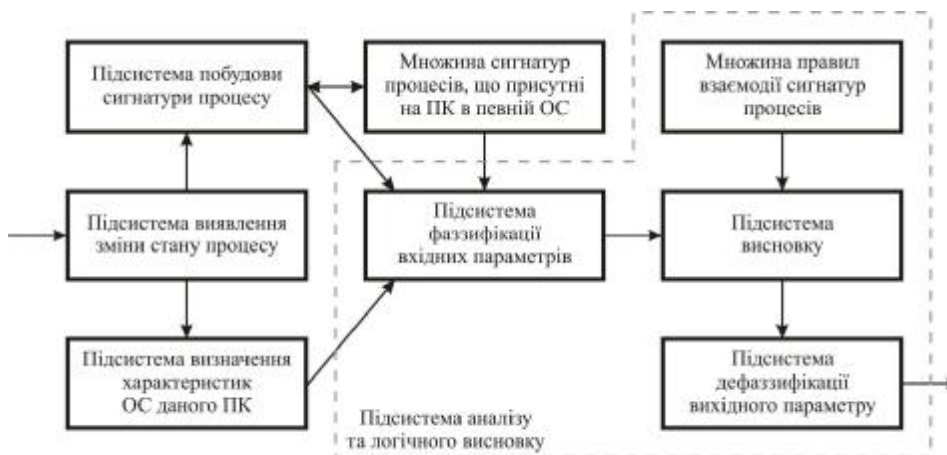 Підсистема побудови
сигнатури процесу
Множина сигнатур
процесів, що присутні
на ПК в певній ОС
Множина правил
взаємодії сигнатур
процесів
Підсистема виявлення
зміни стану процесу
Підсистема
фаззифікації
вхідних параметрів
Підсистема
висновку
Підсистема визначення
характеристик
ОС даного ПК
Підсистема
дефаззифікації
вихідного параметру
Підсистема аналізу
та логічного висновку